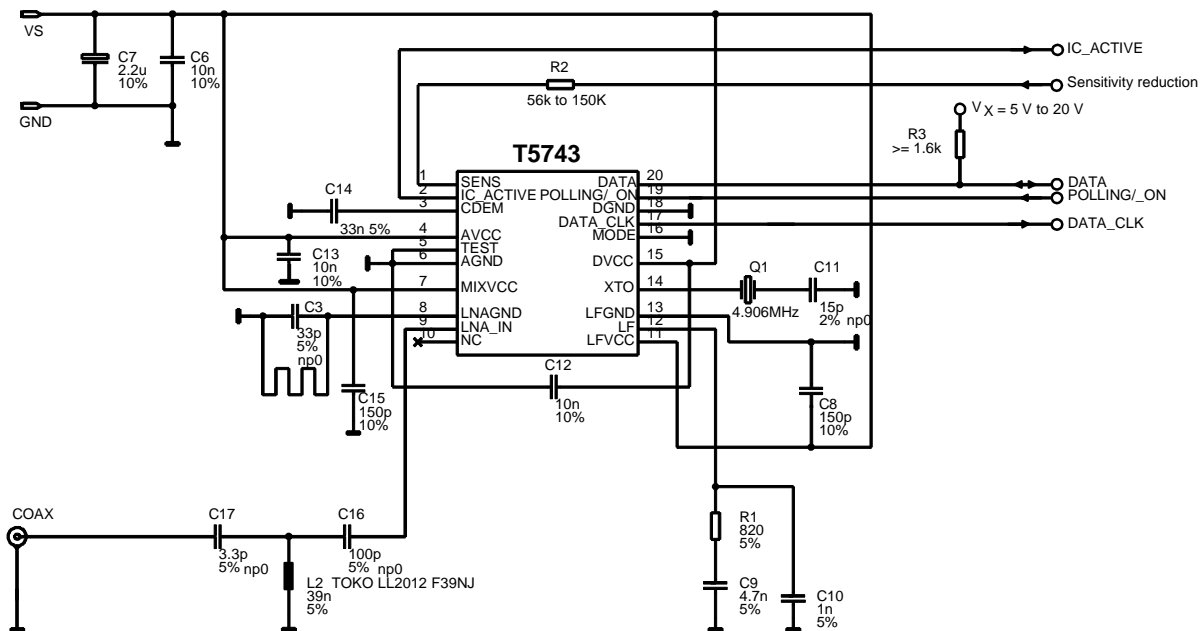 VS
C7
2.2u
10%
C6
10n
10%
GND
IC_ACTIVE
R2
56k to 150K
Sensitivity reduction
V X = 5 V to 20 V
R3
>= 1.6k
T5743
1 SENS DATA 20
2 IC_ACTIVE POLLING/_ON 19
3 CDEM DGND 18
DATA_CLK 17
4 AVCC MODE 16
5 TEST
6 AGND DVCC 15
7 MIXVCC XTO 14
8 LNAGND LFGND 13
9 LNA_IN LF 12
10 NC LFVCC 11
DATA
POLLING/_ON
DATA_CLK
C14
33n 5%
C13
10n
10%
C3
33p
5%
np0
C15
150p
10%
C12
10n
10%
Q1
4.906MHz
C11
15p
2% np0
C8
150p
10%
COAX
C17
3.3p
5% np0
C16
100p
5% np0
L2 TOKO LL2012 F39NJ
39n
5%
R1
820
5%
C9
4.7n
5%
C10
1n
5%